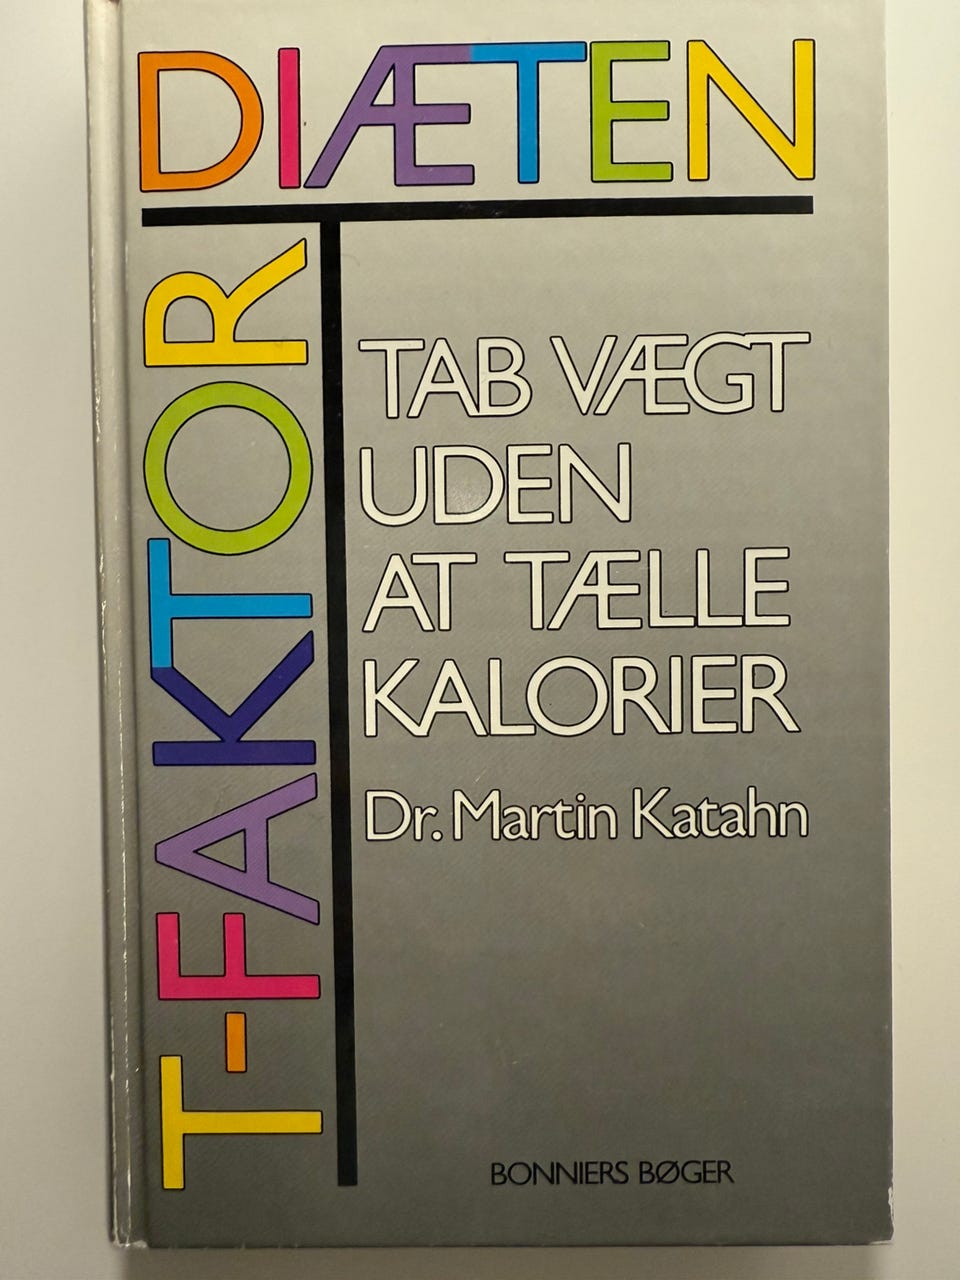 T-FAKTOR
DIÆTEN
TAB VÆGT
UDEN
AT TÆLLE
KALORIER
Dr. Martin Katahn
BONNIERS BØGER